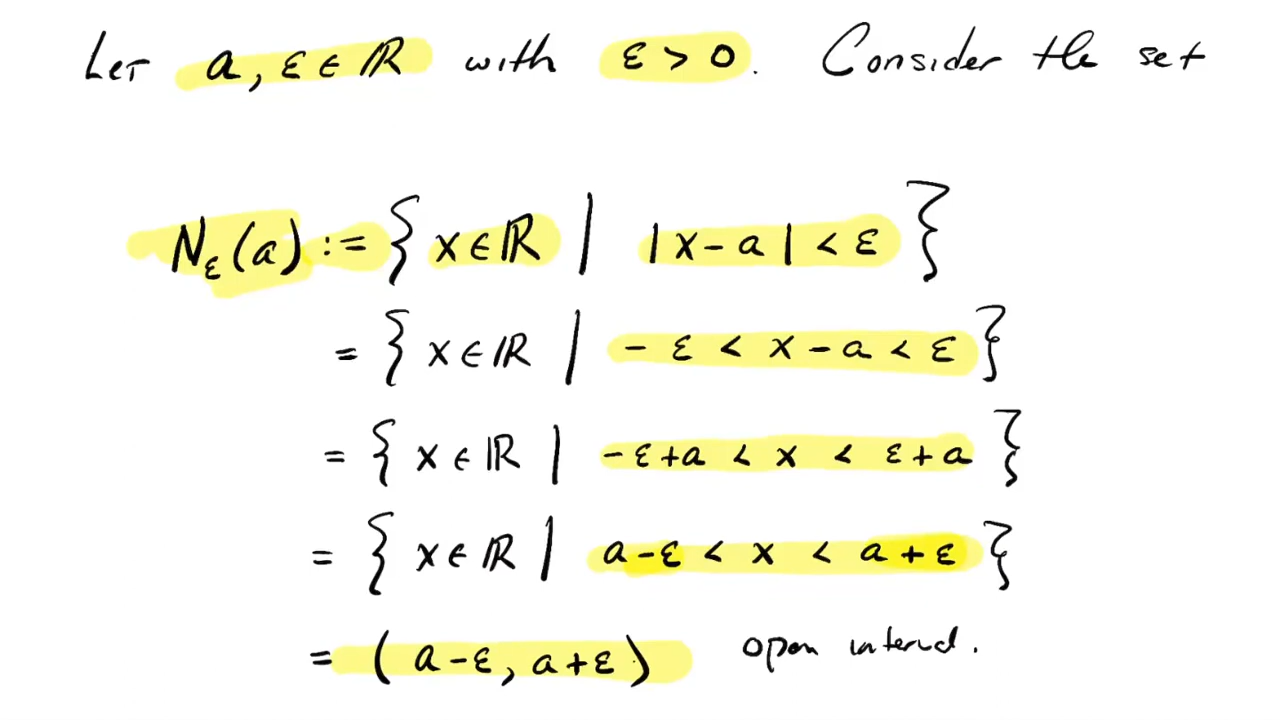 Let a, ε ∈ ℝ with ε > 0. Consider the set
N_ε(a) := { x ∈ ℝ | |x - a| < ε }
= { x ∈ ℝ | - ε < x - a < ε }
= { x ∈ ℝ | - ε + a < x < ε + a }
= { x ∈ ℝ | a - ε < x < a + ε }
= ( a - ε, a + ε ) open interval.